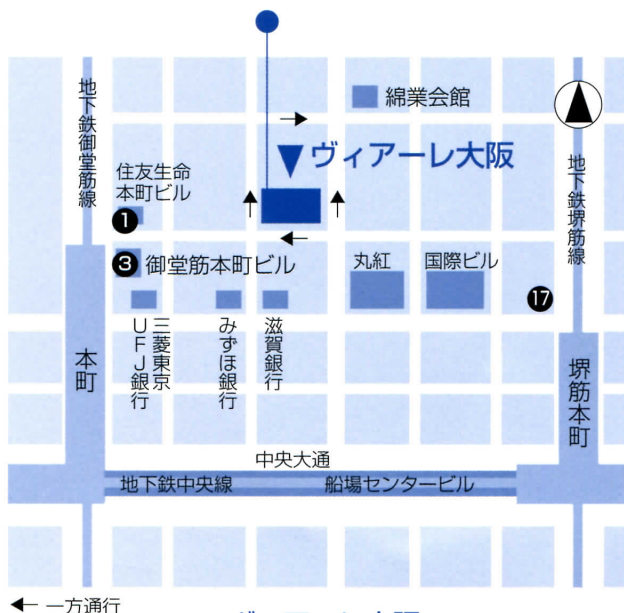 地下鉄御堂筋線
綿業会館
ヴィアーレ大阪
住友生命
本町ビル
地下鉄堺筋線
1
3
御堂筋本町ビル
丸紅
国際ビル
17
三菱東京
UFJ銀行
みずほ銀行
滋賀銀行
本町
堺筋本町
中央大通
地下鉄中央線
船場センタービル
一方通行